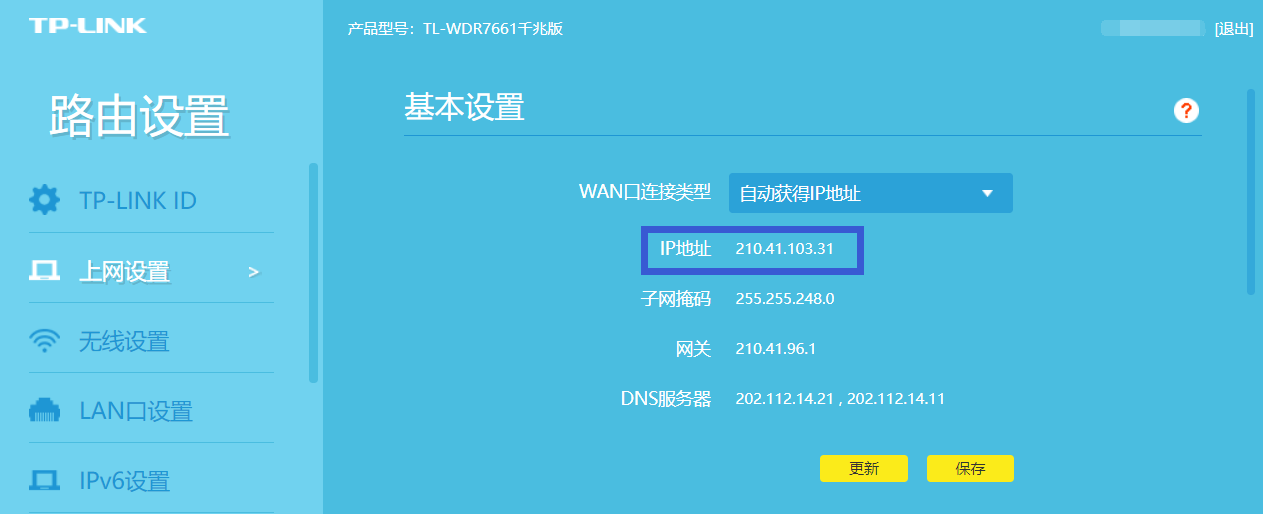 TP-LINK
产品型号：TL-WDR7661千兆版
[退出]
路由设置
TP-LINK ID
上网设置 >
无线设置
LAN口设置
IPv6设置
基本设置
?
WAN口连接类型 自动获得IP地址
IP地址 210.41.103.31
子网掩码 255.255.248.0
网关 210.41.96.1
DNS服务器 202.112.14.21 , 202.112.14.11
更新 保存